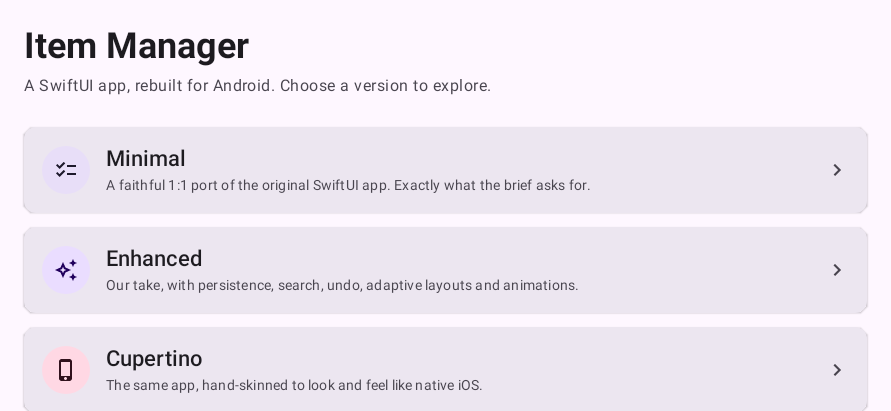 Item Manager
A SwiftUI app, rebuilt for Android. Choose a version to explore.
Minimal
A faithful 1:1 port of the original SwiftUI app. Exactly what the brief asks for.
Enhanced
Our take, with persistence, search, undo, adaptive layouts and animations.
Cupertino
The same app, hand-skinned to look and feel like native iOS.